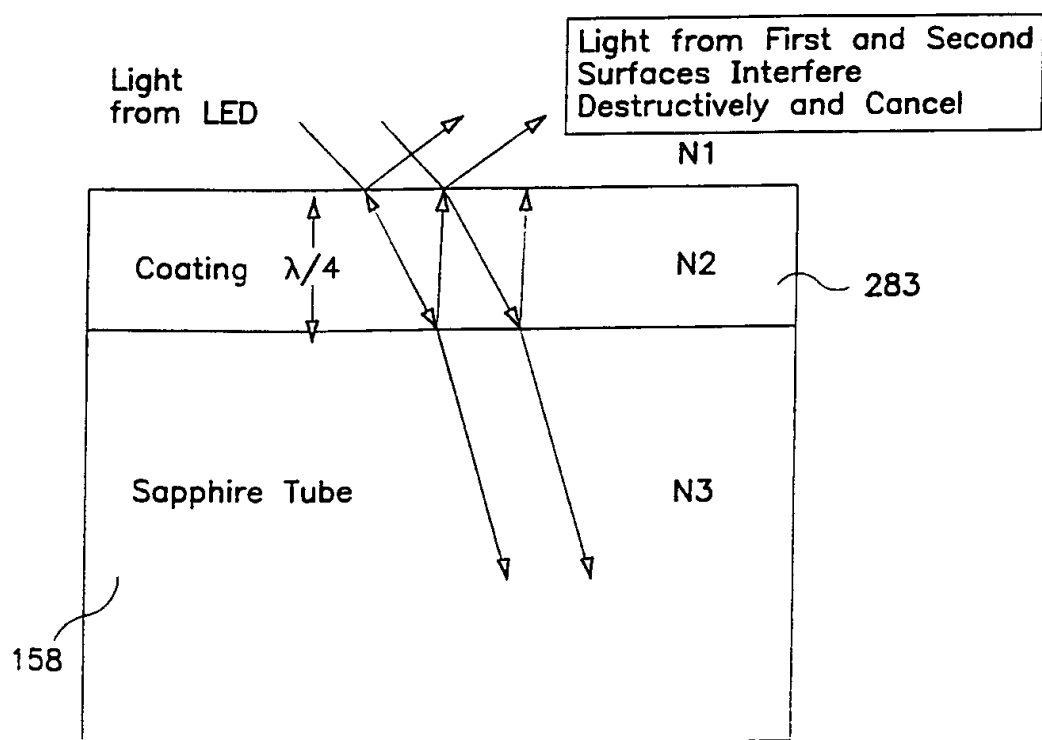 Light from First and Second
Surfaces Interfere
Destructively and Cancel
Light
from LED
N1
Coating λ/4
N2
283
Sapphire Tube
N3
158